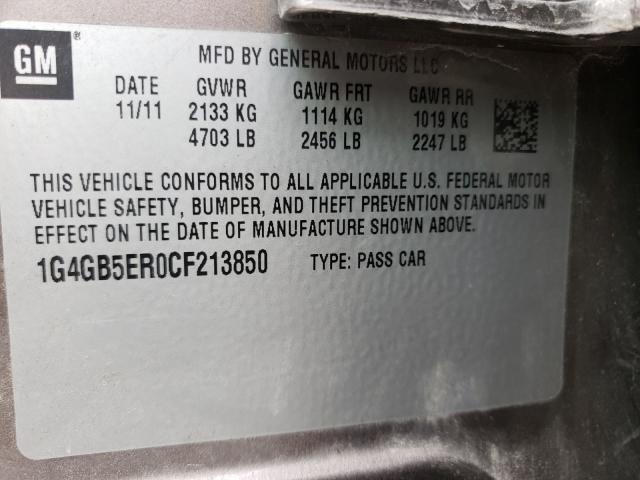 GM
MFD BY GENERAL MOTORS LLC
DATE GVWR GAWR FRT GAWR RR
11/11 2133 KG 1114 KG 1019 KG
4703 LB 2456 LB 2247 LB
THIS VEHICLE CONFORMS TO ALL APPLICABLE U.S. FEDERAL MOTOR
VEHICLE SAFETY, BUMPER, AND THEFT PREVENTION STANDARDS IN
EFFECT ON THE DATE OF MANUFACTURE SHOWN ABOVE.
1G4GB5ER0CF213850 TYPE: PASS CAR